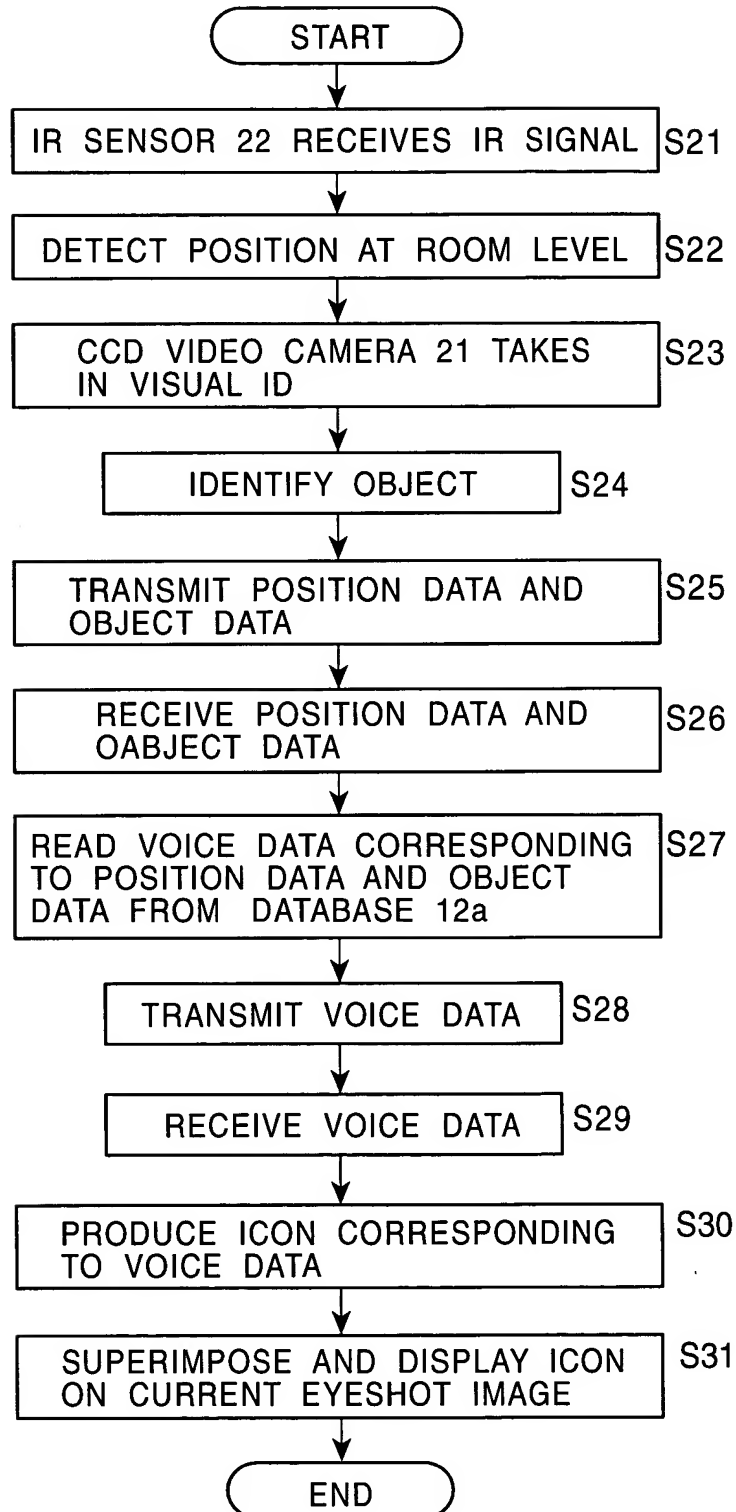 START
IR SENSOR 22 RECEIVES IR SIGNAL S21
DETECT POSITION AT ROOM LEVEL S22
CCD VIDEO CAMERA 21 TAKES S23
IN VISUAL ID
IDENTIFY OBJECT S24
TRANSMIT POSITION DATA AND S25
OBJECT DATA
RECEIVE POSITION DATA AND S26
OABJECT DATA
READ VOICE DATA CORRESPONDING S27
TO POSITION DATA AND OBJECT
DATA FROM DATABASE 12a
TRANSMIT VOICE DATA S28
RECEIVE VOICE DATA S29
PRODUCE ICON CORRESPONDING S30
TO VOICE DATA
SUPERIMPOSE AND DISPLAY ICON S31
ON CURRENT EYESHOT IMAGE
END